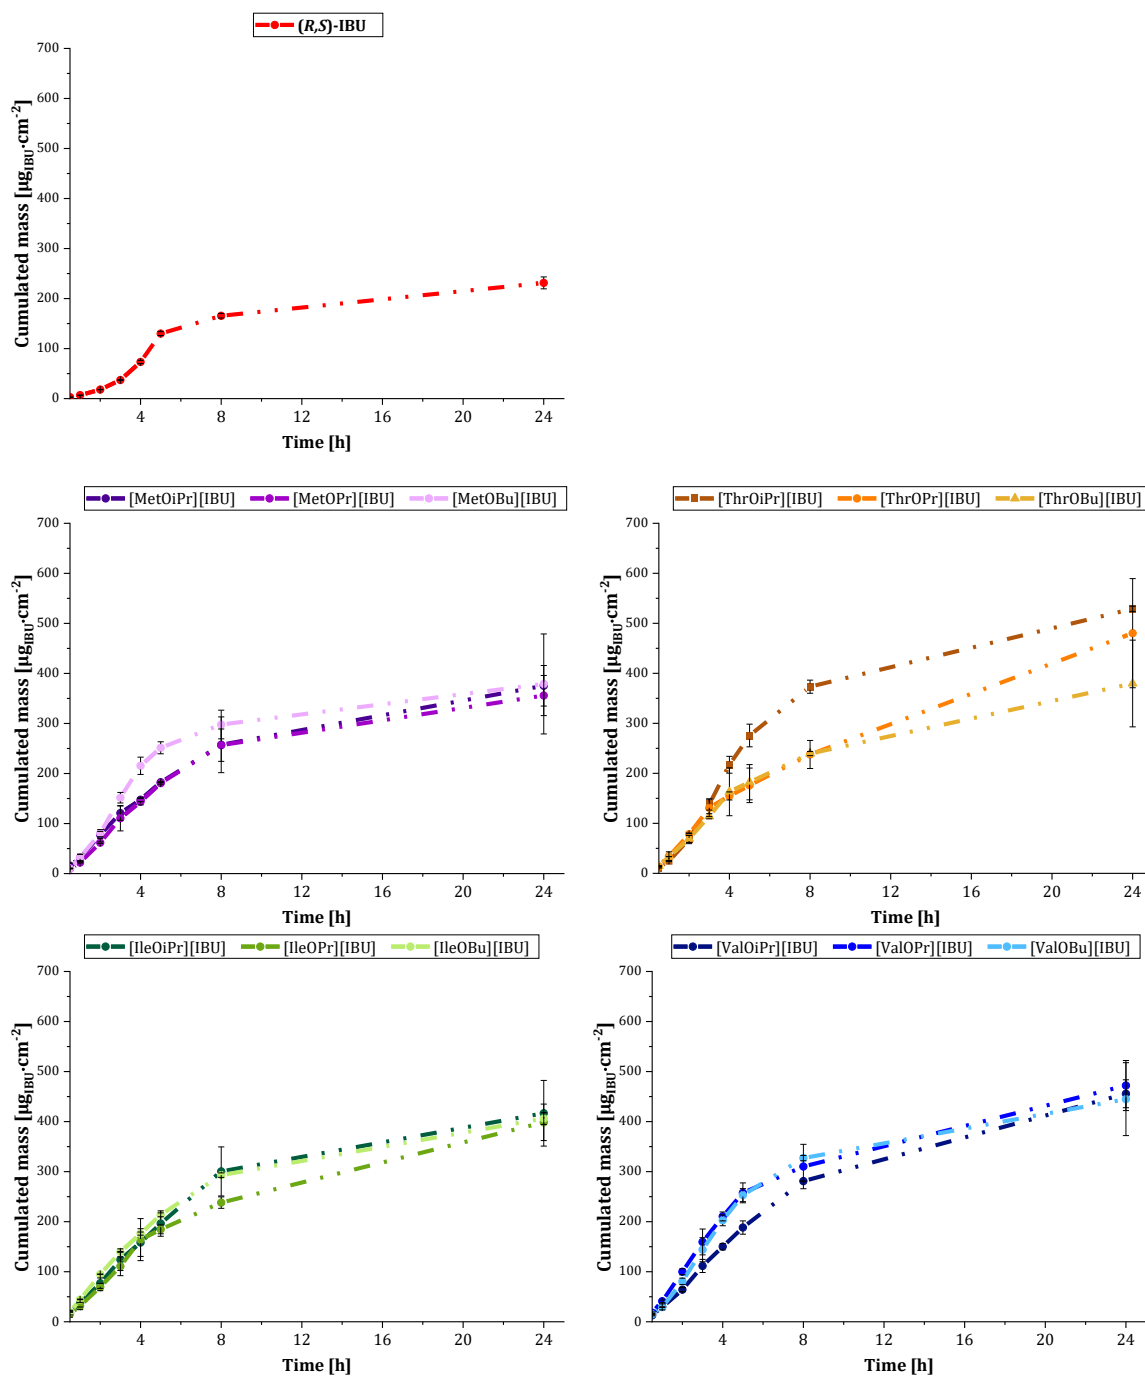 (R,S)-IBU
700
600
500
400
300
200
100
0
Cumulated mass [µgIBU·cm-2]
4 8 12 16 20 24
Time [h]
[MetOiPr][IBU] [MetOPr][IBU] [MetOBu][IBU]
700
600
500
400
300
200
100
0
Cumulated mass [µgIBU·cm-2]
4 8 12 16 20 24
Time [h]
[ThrOiPr][IBU] [ThrOPr][IBU] [ThrOBu][IBU]
700
600
500
400
300
200
100
0
Cumulated mass [µgIBU·cm-2]
4 8 12 16 20 24
Time [h]
[IleOiPr][IBU] [IleOPr][IBU] [IleOBu][IBU]
700
600
500
400
300
200
100
0
Cumulated mass [µgIBU·cm-2]
4 8 12 16 20 24
Time [h]
[ValOiPr][IBU] [ValOPr][IBU] [ValOBu][IBU]
700
600
500
400
300
200
100
0
Cumulated mass [µgIBU·cm-2]
4 8 12 16 20 24
Time [h]